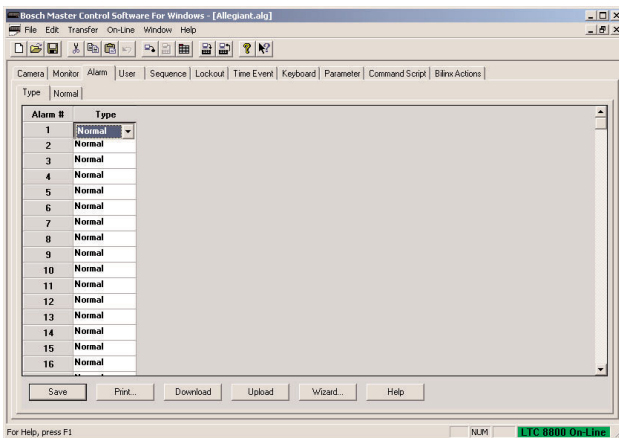 Bosch Master Control Software For Windows - [Allegiant.alg]
File Edit Transfer On-Line Window Help
Camera Monitor Alarm User Sequence Lockout Time Event Keyboard Parameter Command Script Bilinx Actions
Type Normal
Alarm # Type
1 Normal
2 Normal
3 Normal
4 Normal
5 Normal
6 Normal
7 Normal
8 Normal
9 Normal
10 Normal
11 Normal
12 Normal
13 Normal
14 Normal
15 Normal
16 Normal
Save Print... Download Upload Wizard... Help
For Help, press F1 NUM LTC 8800 On-Line